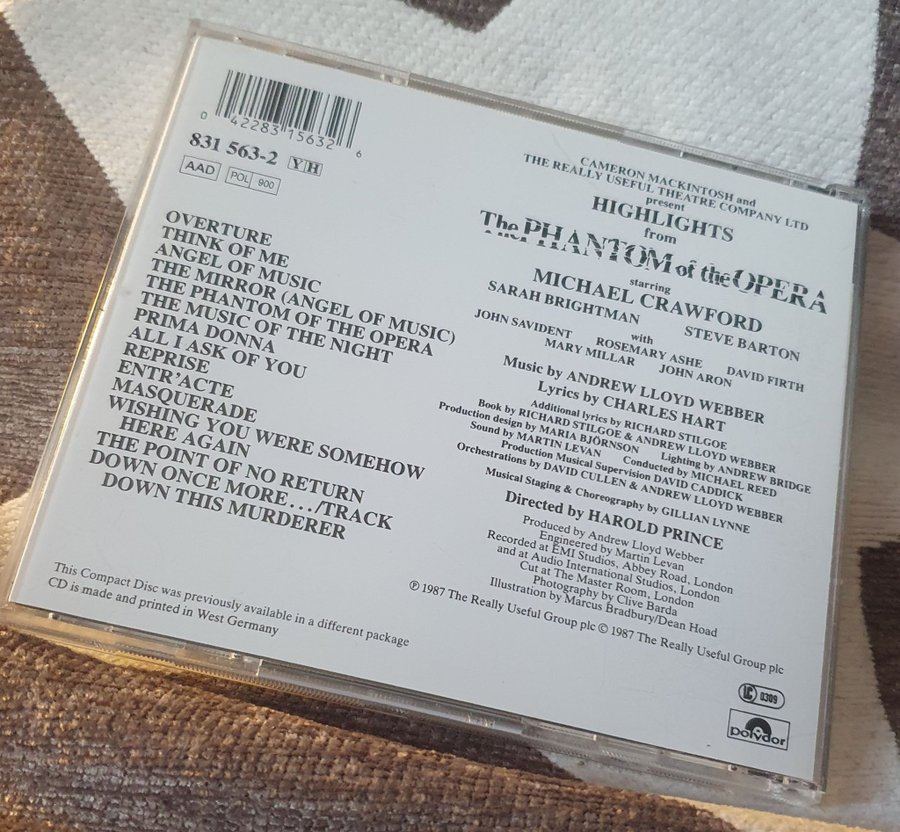 0 42283 15632 6
831 563-2 Y H
AAD POL 900
OVERTURE
THINK OF ME
ANGEL OF MUSIC
THE MIRROR (ANGEL OF MUSIC)
THE PHANTOM OF THE OPERA
THE MUSIC OF THE NIGHT
PRIMA DONNA
ALL I ASK OF YOU
REPRISE
ENTR'ACTE
MASQUERADE
WISHING YOU WERE SOMEHOW
HERE AGAIN
THE POINT OF NO RETURN
DOWN ONCE MORE.../TRACK
DOWN THIS MURDERER
This Compact Disc was previously available in a different package
CD is made and printed in West Germany
CAMERON MACKINTOSH and
THE REALLY USEFUL THEATRE COMPANY LTD
present
HIGHLIGHTS
from
The PHANTOM of the OPERA
starring
MICHAEL CRAWFORD
SARAH BRIGHTMAN STEVE BARTON
with
JOHN SAVIDENT ROSEMARY ASHE DAVID FIRTH
MARY MILLAR JOHN ARON
Music by ANDREW LLOYD WEBBER
Lyrics by CHARLES HART
Additional lyrics by RICHARD STILGOE
Book by RICHARD STILGOE & ANDREW LLOYD WEBBER
Production design by MARIA BJÖRNSON Lighting by ANDREW BRIDGE
Sound by MARTIN LEVAN Conducted by MICHAEL REED
Production Musical Supervision DAVID CADDICK
Orchestrations by DAVID CULLEN & ANDREW LLOYD WEBBER
Musical Staging & Choreography by GILLIAN LYNNE
Directed by HAROLD PRINCE
Produced by Andrew Lloyd Webber
Engineered by Martin Levan
Recorded at EMI Studios, Abbey Road, London
and at Audio International Studios, London
Cut at The Master Room, London
Photography by Clive Barda
Illustration by Marcus Bradbury/Dean Hoad
℗ 1987 The Really Useful Group plc © 1987 The Really Useful Group plc
LC 0309
polydor